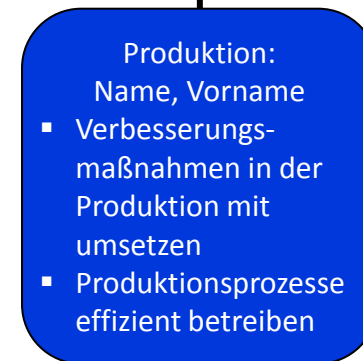 Produktion:
Name, Vorname
▪ Verbesserungs-
maßnahmen in der
Produktion mit
umsetzen
▪ Produktionsprozesse
effizient betreiben